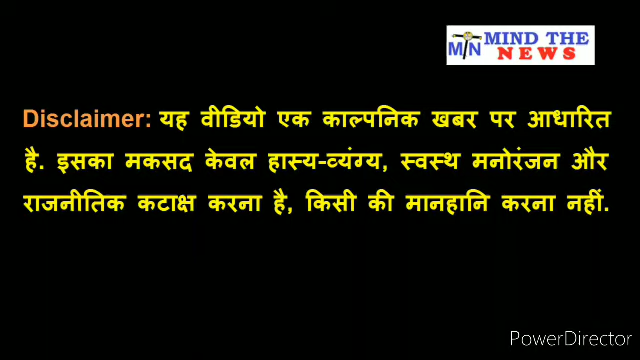 MIND THE
MTN NEWS
Disclaimer: यह वीडियो एक काल्पनिक खबर पर आधारित
है. इसका मकसद केवल हास्य-व्यंग्य, स्वस्थ मनोरंजन और
राजनीतिक कटाक्ष करना है, किसी की मानहानि करना नहीं.
PowerDirector